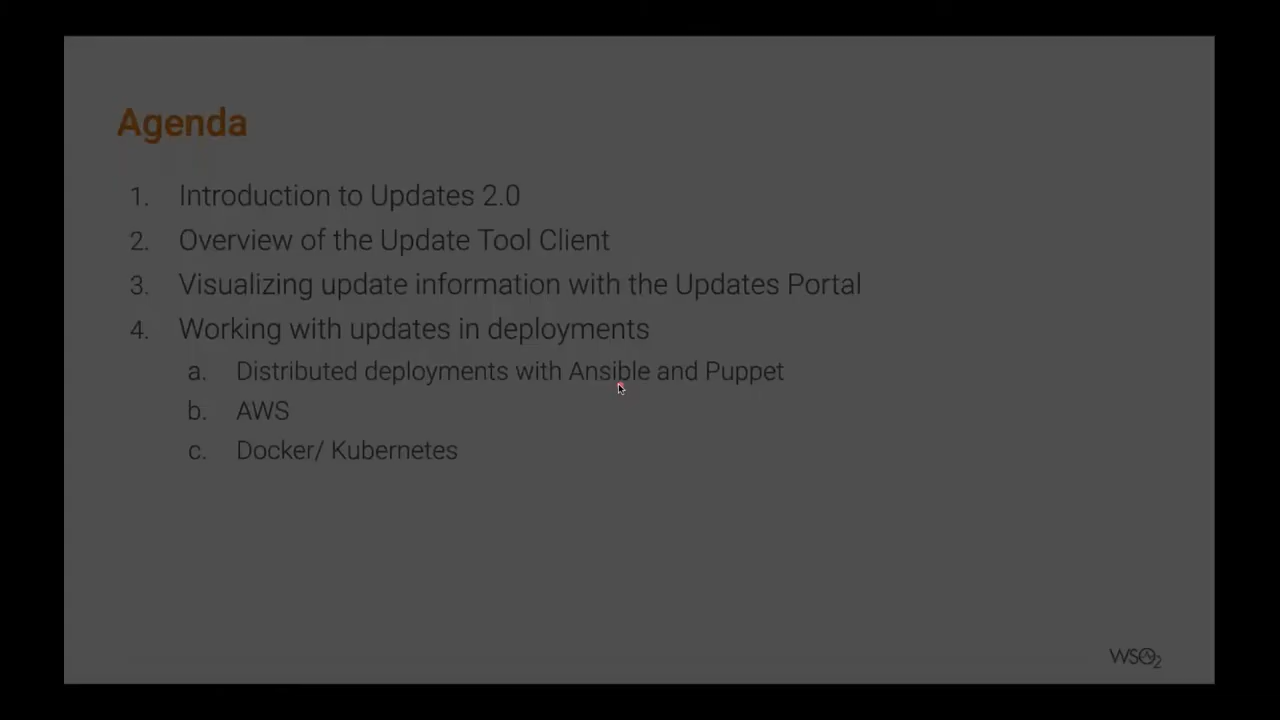 Agenda
1. Introduction to Updates 2.0
2. Overview of the Update Tool Client
3. Visualizing update information with the Updates Portal
4. Working with updates in deployments
a. Distributed deployments with Ansible and Puppet
b. AWS
c. Docker/ Kubernetes
WSO2